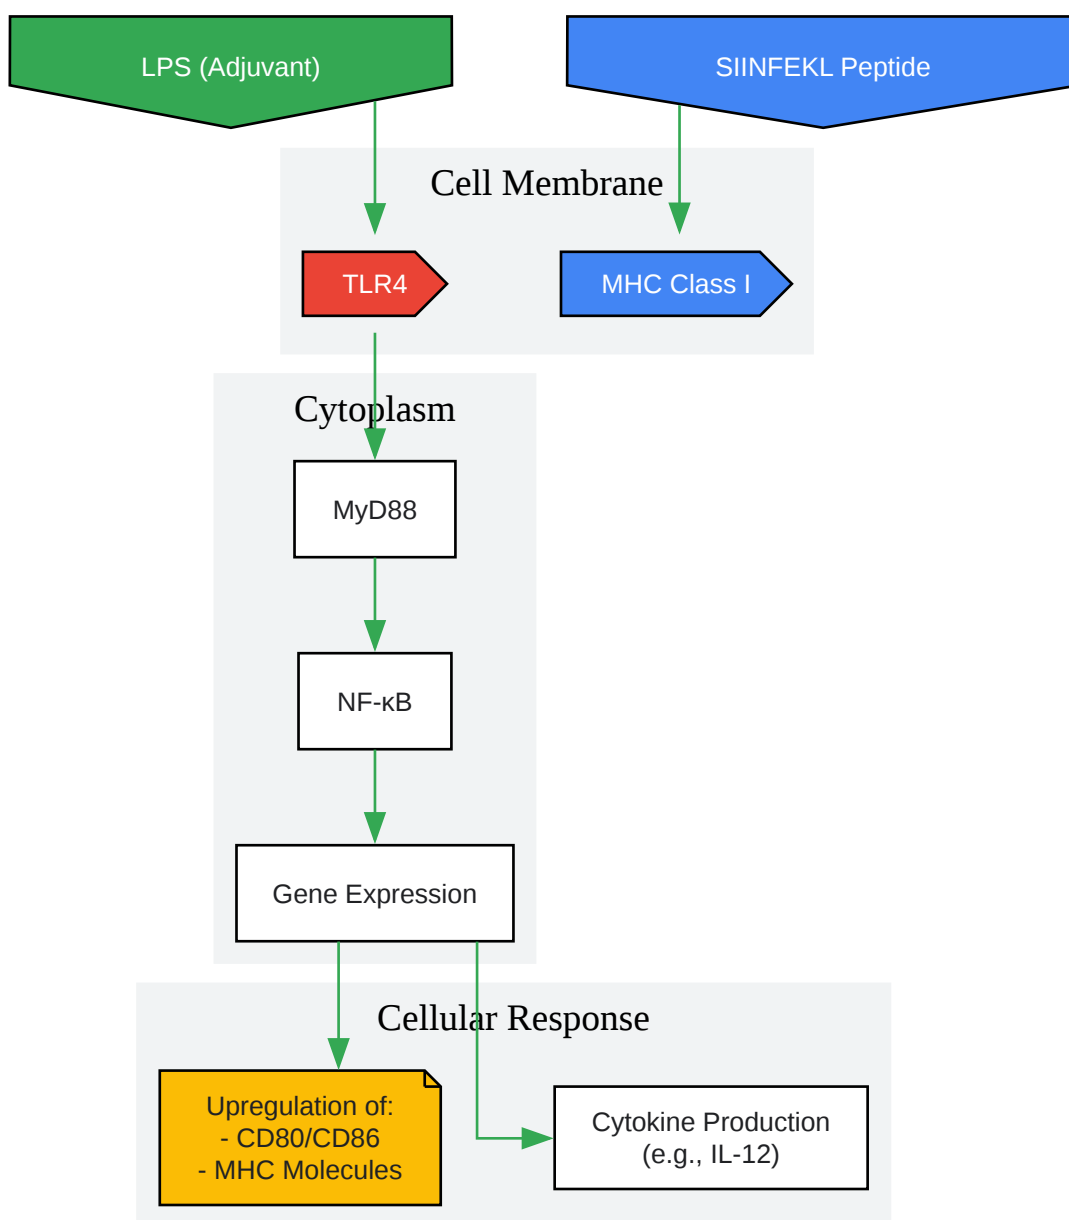 LPS (Adjuvant)
SIINFEKL Peptide
Cell Membrane
TLR4
MHC Class I
Cytoplasm
MyD88
NF-κB
Gene Expression
Cellular Response
Upregulation of:
- CD80/CD86
- MHC Molecules
Cytokine Production
(e.g., IL-12)